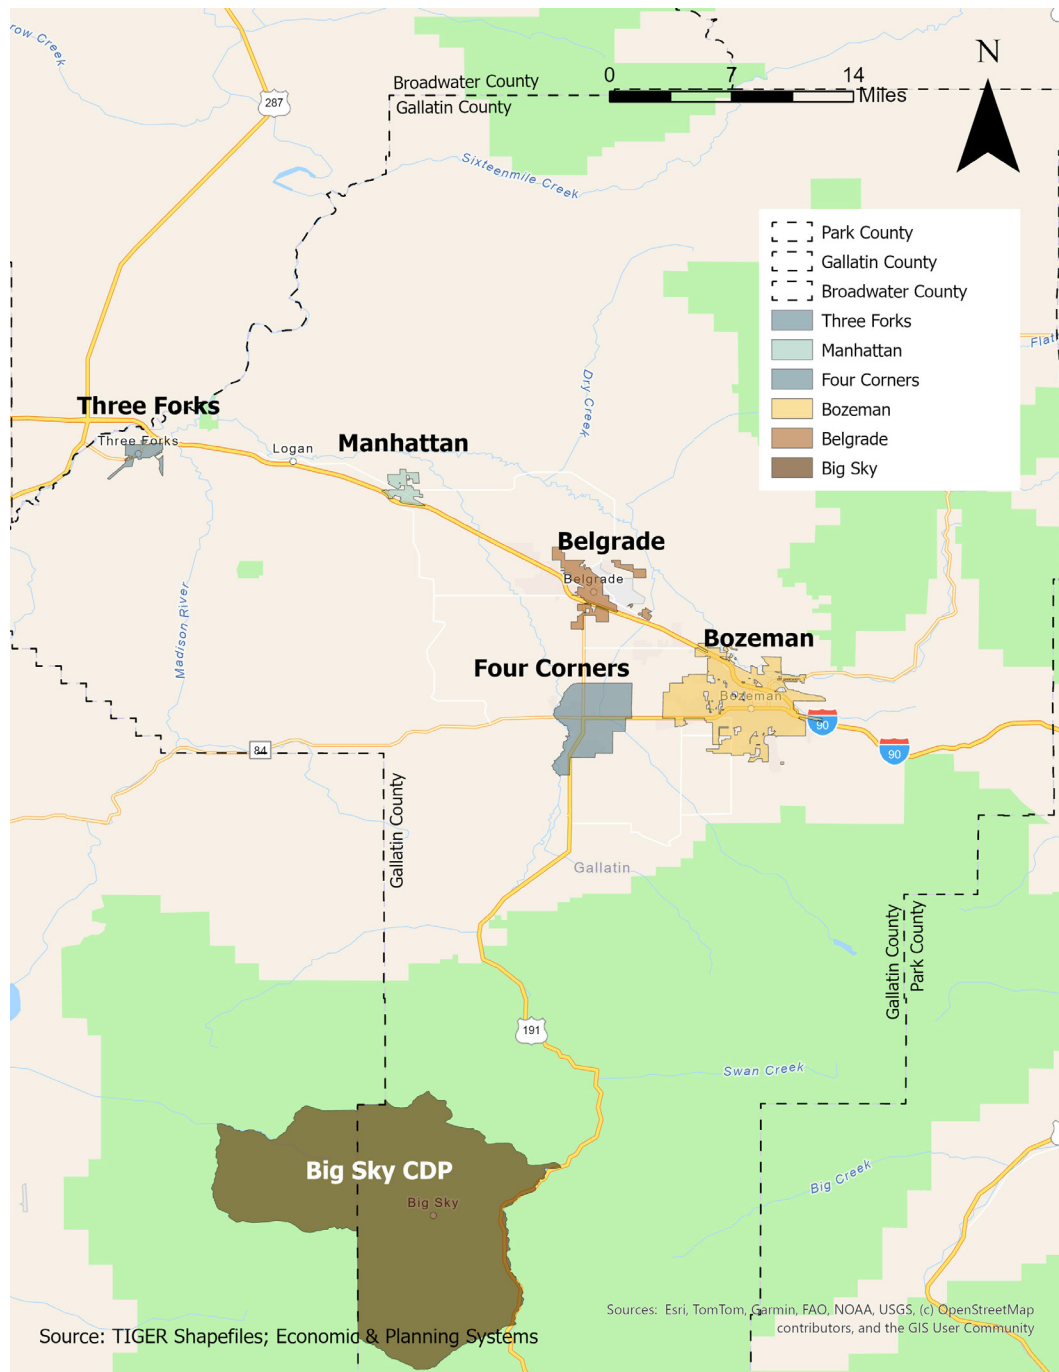 row Creek
287
Broadwater County
Gallatin County
0 7 14
Miles
N
Sixteenmile Creek
Park County
Gallatin County
Broadwater County
Three Forks
Manhattan
Four Corners
Bozeman
Belgrade
Big Sky
Flat
Dry Creek
Three Forks
Three Forks
Logan
Manhattan
Belgrade
Belgrade
Madison River
Bozeman
Four Corners
Bozeman
90
90
84
Gallatin County
Gallatin
Gallatin County
Park County
191
Swan Creek
Big Sky CDP
Big Creek
Big Sky
Sources: Esri, TomTom, Garmin, FAO, NOAA, USGS, (c) OpenStreetMap
contributors, and the GIS User Community
Source: TIGER Shapefiles; Economic & Planning Systems